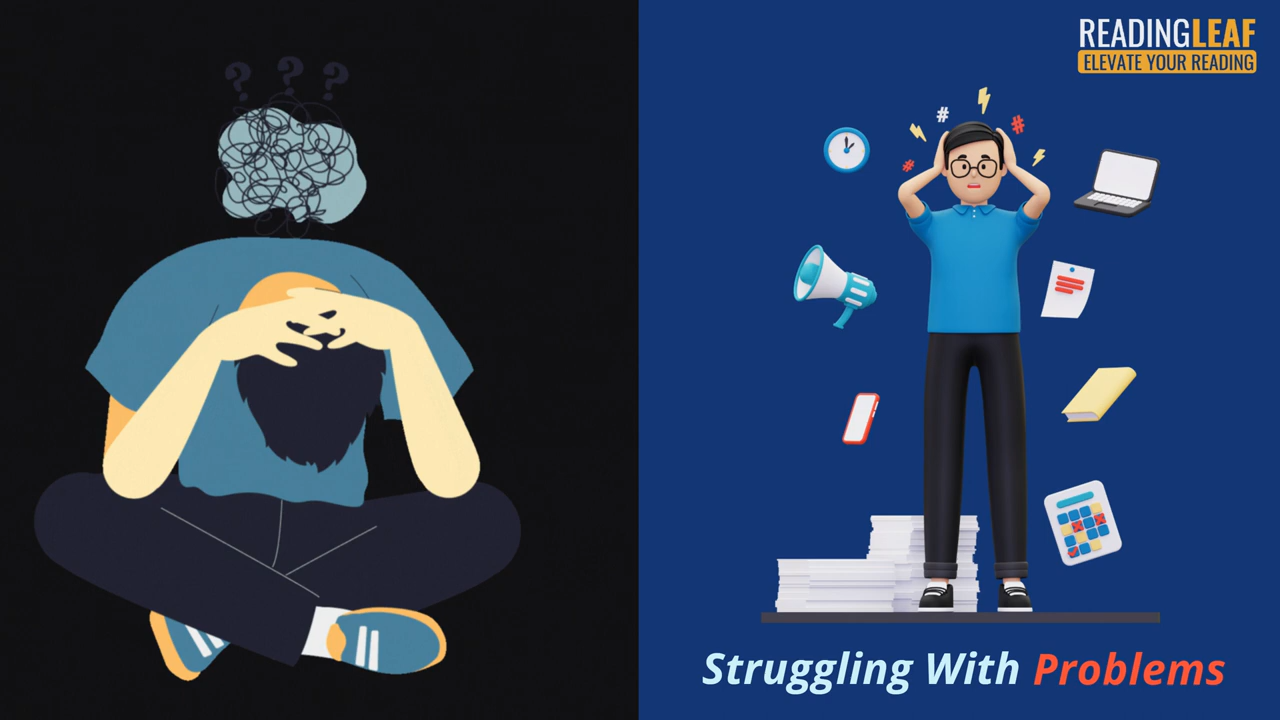 ? ? ?
READINGLEAF
ELEVATE YOUR READING
# #
#
Struggling With Problems